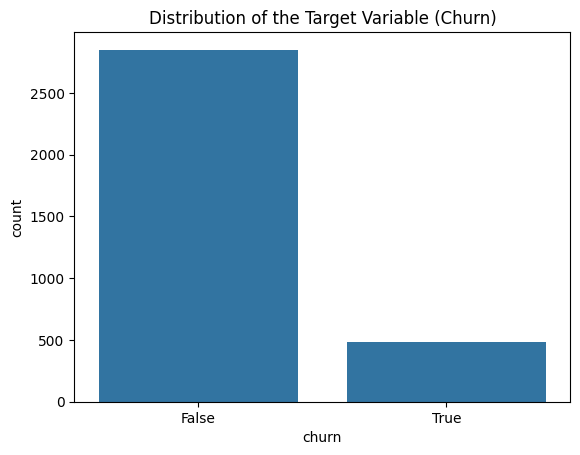 Distribution of the Target Variable (Churn)
2500
2000
1500
1000
500
0
count
False
True
churn